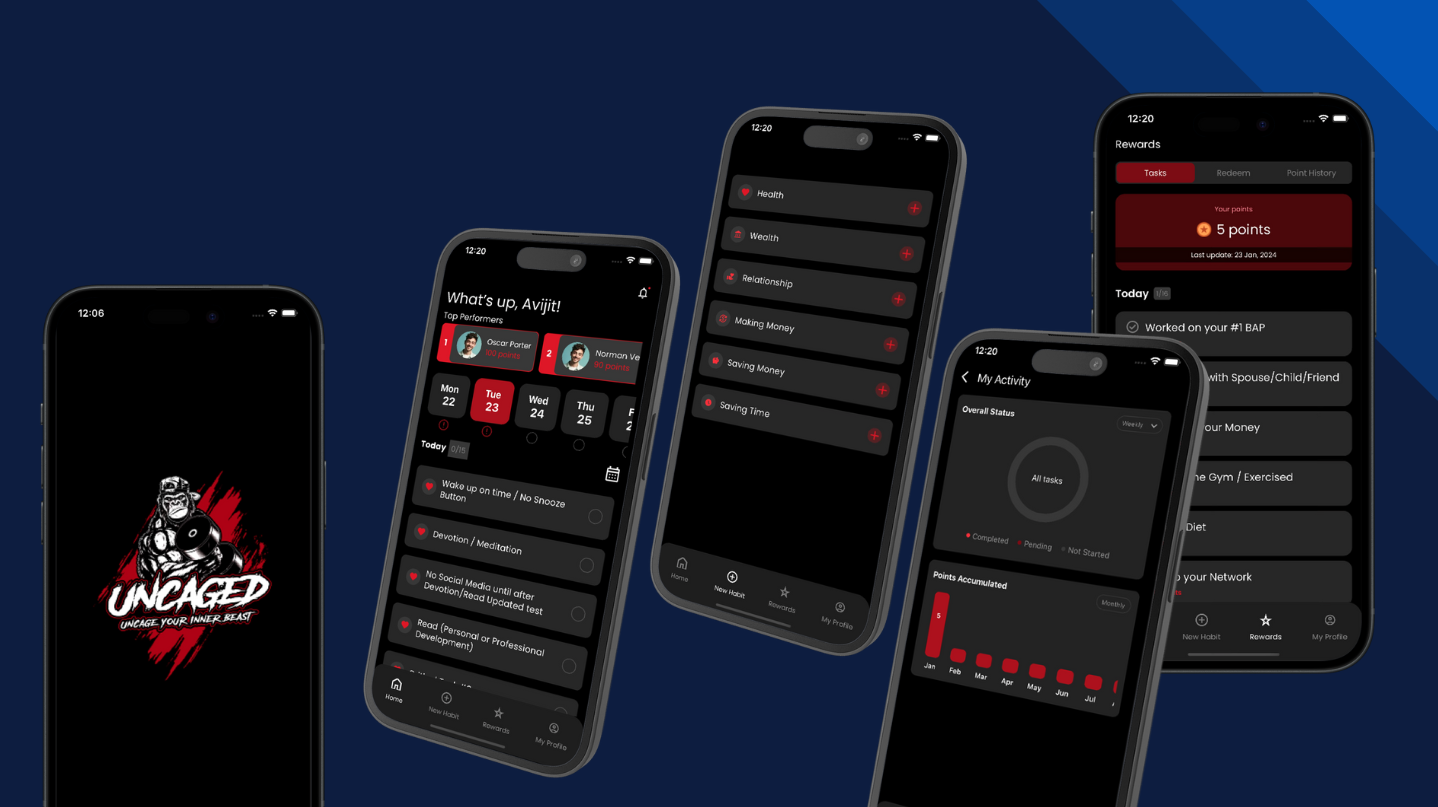 12:06
UNCAGED
UNCAGE YOUR INNER BEAST
12:20
What's up, Avijit!
Top Performers
1
Oscar Porter
100 points
2
Norman Ve
80 points
Mon
22
Tue
23
Wed
24
Thu
25
F
2
Today 0/15
Wake up on time / No Snooze
Button
Devotion / Meditation
No Social Media until after
Devotion/Read Updated test
Read (Personal or Professional
Development)
Home
New Habit
Rewards
My Profile
12:20
Health
Wealth
Relationship
Making Money
Saving Money
Saving Time
Home
New Habit
Rewards
My Profile
12:20
My Activity
Overall Status
Weekly
All tasks
Completed
Pending
Not Started
Points Accumulated
Monthly
5
Jan
Feb
Mar
Apr
May
Jun
Jul
12:20
Rewards
Tasks
Redeem
Point History
Your points
5 points
Last update: 23 Jan, 2024
Today 1/16
Worked on your #1 BAP
with Spouse/Child/Friend
our Money
e Gym / Exercised
Diet
your Network
New Habit
Rewards
My Profile